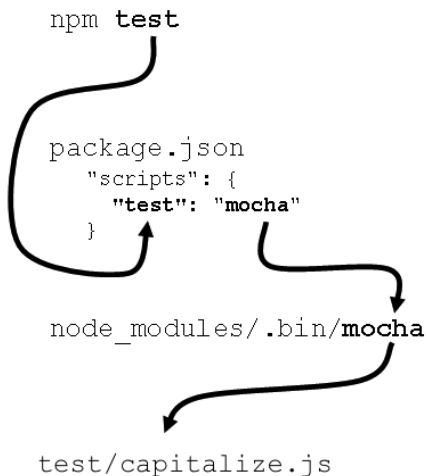 npm test
package.json
"scripts": {
"test": "mocha"
}
node_modules/.bin/mocha
test/capitalize.js